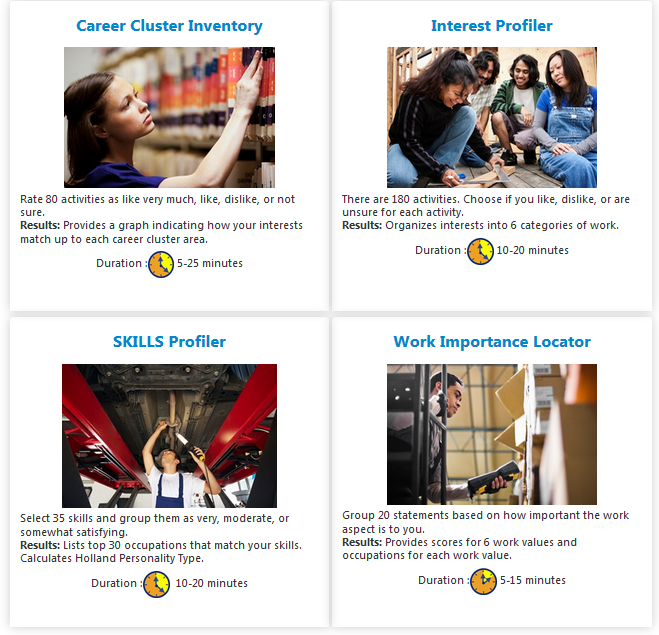 Career Cluster Inventory
Rate 80 activities as like very much, like, dislike, or not
sure.
Results: Provides a graph indicating how your interests
match up to each career cluster area.
Duration : 5-25 minutes
Interest Profiler
There are 180 activities. Choose if you like, dislike, or are
unsure for each activity.
Results: Organizes interests into 6 categories of work.
Duration : 10-20 minutes
SKILLS Profiler
Select 35 skills and group them as very, moderate, or
somewhat satisfying.
Results: Lists top 30 occupations that match your skills.
Calculates Holland Personality Type.
Duration : 10-20 minutes
Work Importance Locator
Group 20 statements based on how important the work
aspect is to you.
Results: Provides scores for 6 work values and
occupations for each work value.
Duration : 5-15 minutes